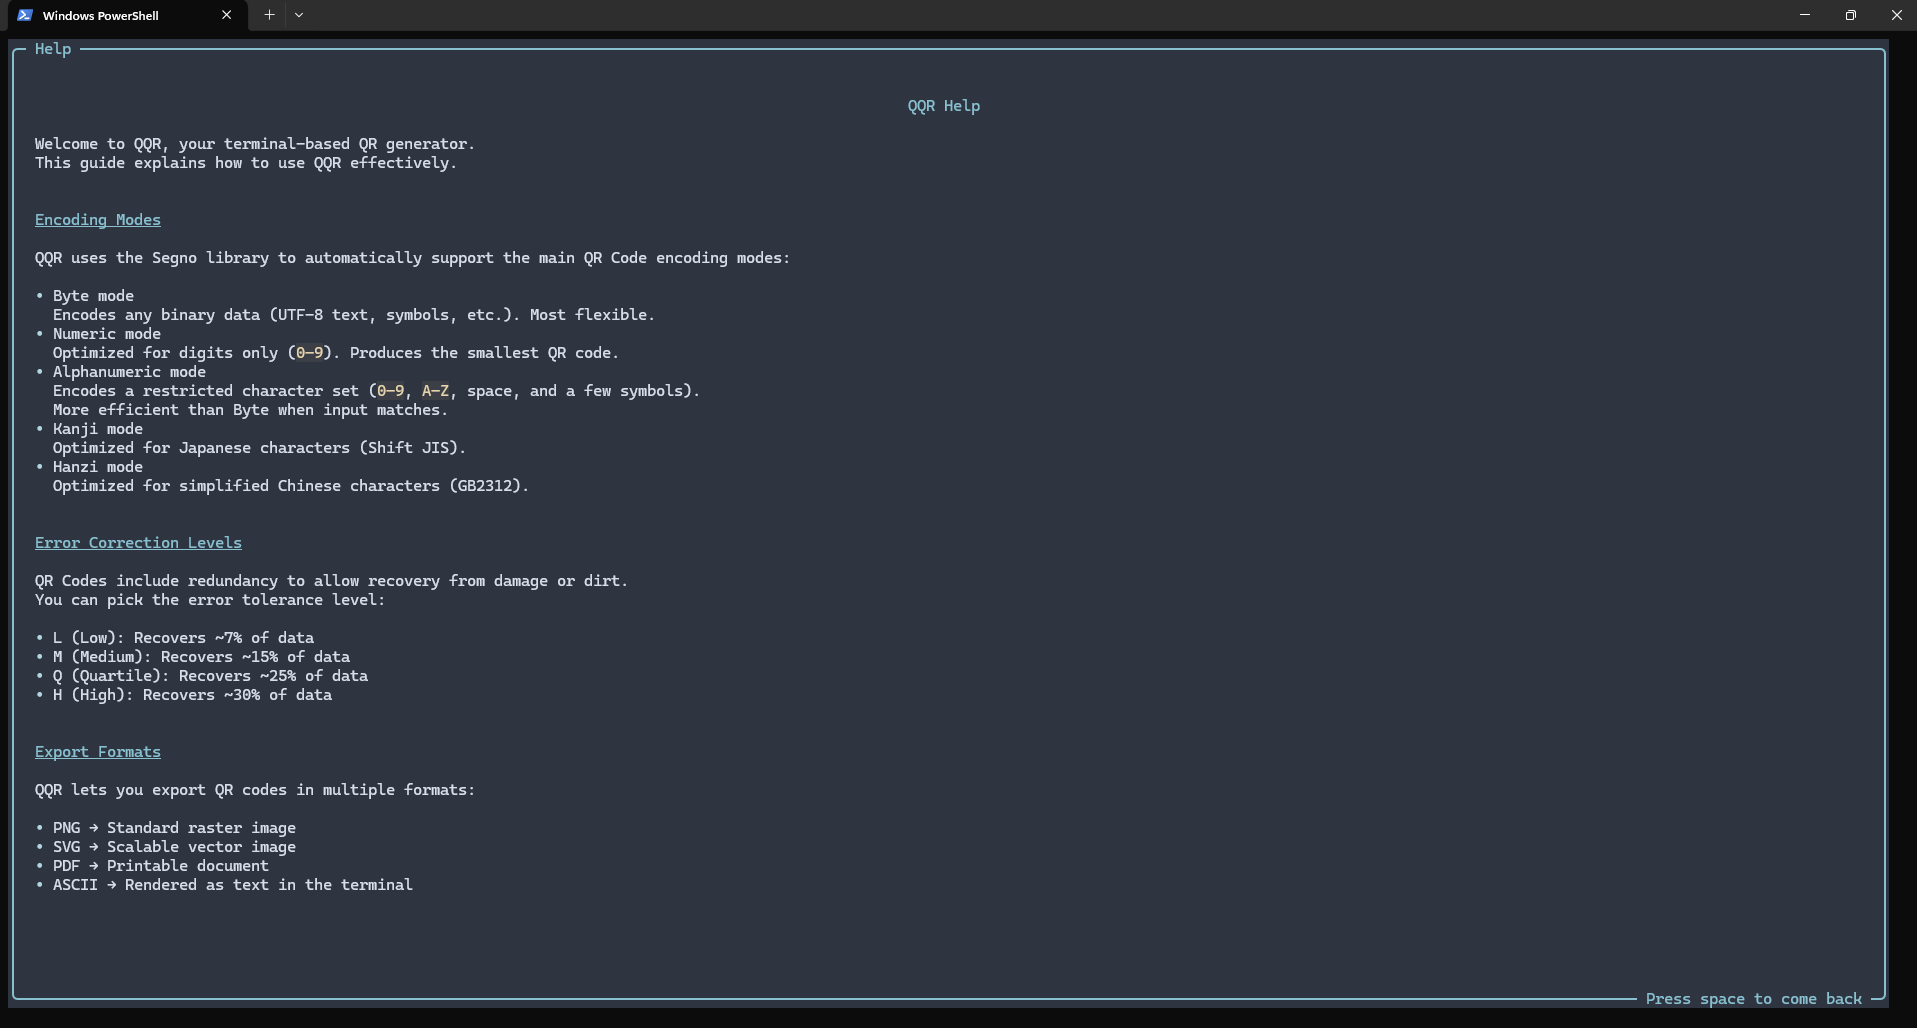 Windows PowerShell
Help
QQR Help
Welcome to QQR, your terminal-based QR generator.
This guide explains how to use QQR effectively.
Encoding Modes
QQR uses the Segno library to automatically support the main QR Code encoding modes:
• Byte mode
Encodes any binary data (UTF-8 text, symbols, etc.). Most flexible.
• Numeric mode
Optimized for digits only (0-9). Produces the smallest QR code.
• Alphanumeric mode
Encodes a restricted character set (0-9, A-Z, space, and a few symbols).
More efficient than Byte when input matches.
• Kanji mode
Optimized for Japanese characters (Shift JIS).
• Hanzi mode
Optimized for simplified Chinese characters (GB2312).
Error Correction Levels
QR Codes include redundancy to allow recovery from damage or dirt.
You can pick the error tolerance level:
• L (Low): Recovers ~7% of data
• M (Medium): Recovers ~15% of data
• Q (Quartile): Recovers ~25% of data
• H (High): Recovers ~30% of data
Export Formats
QQR lets you export QR codes in multiple formats:
• PNG → Standard raster image
• SVG → Scalable vector image
• PDF → Printable document
• ASCII → Rendered as text in the terminal
Press space to come back